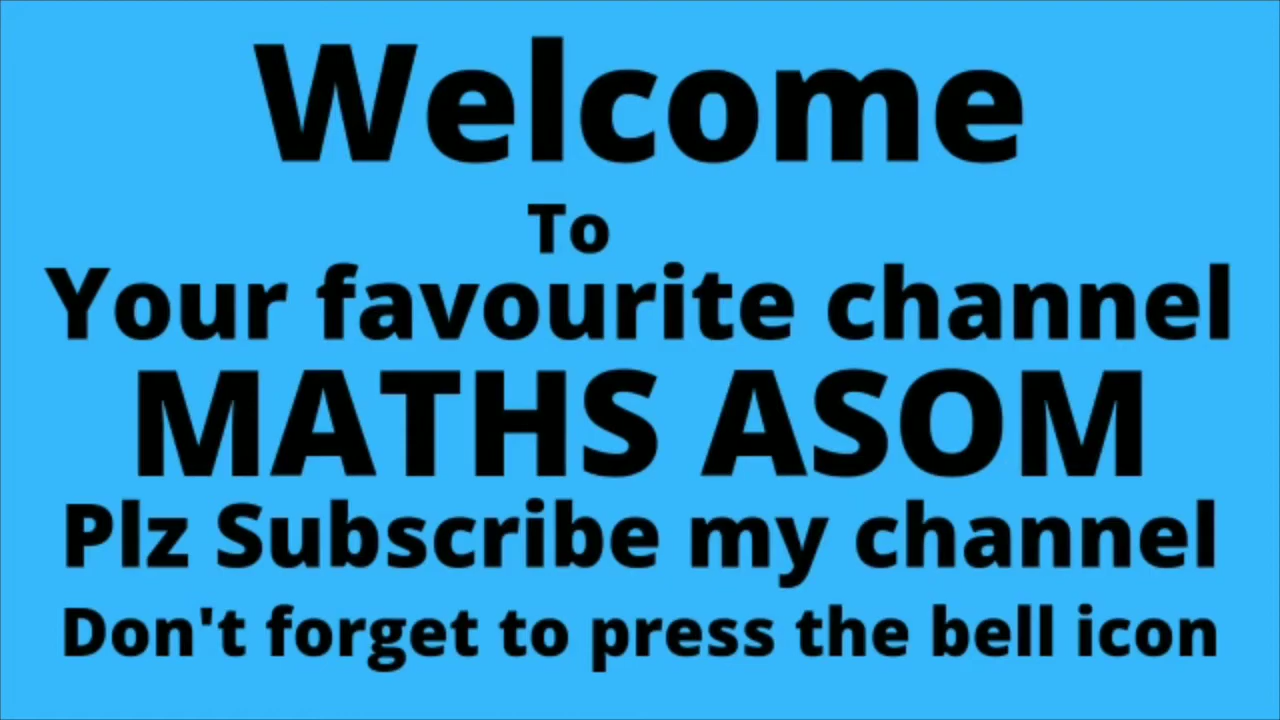 Welcome
To
Your favourite channel
MATHS ASOM
Plz Subscribe my channel
Don't forget to press the bell icon